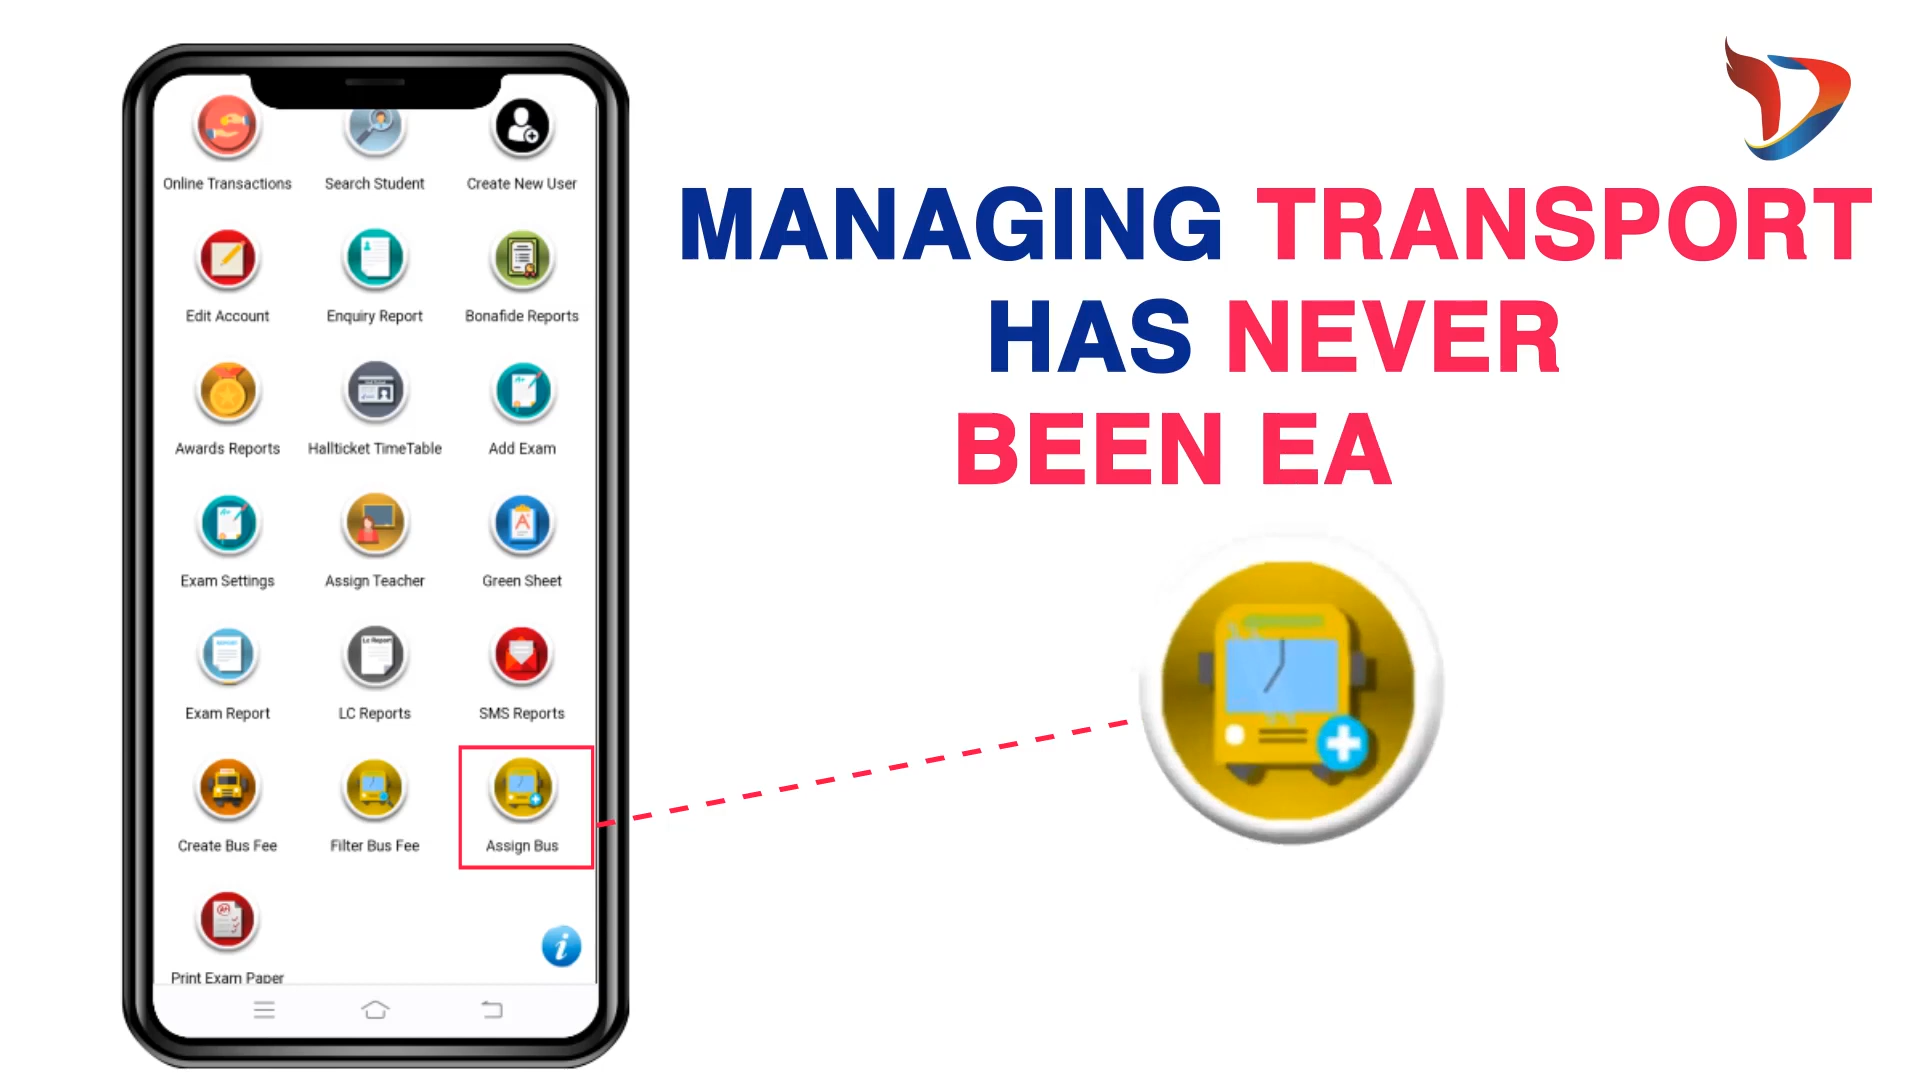 Online Transactions Search Student Create New User
Edit Account Enquiry Report Bonafide Reports
Awards Reports Hallticket TimeTable Add Exam
Exam Settings Assign Teacher Green Sheet
Exam Report LC Reports SMS Reports
Create Bus Fee Filter Bus Fee Assign Bus
Print Exam Paper
MANAGING TRANSPORT
HAS NEVER
BEEN EA